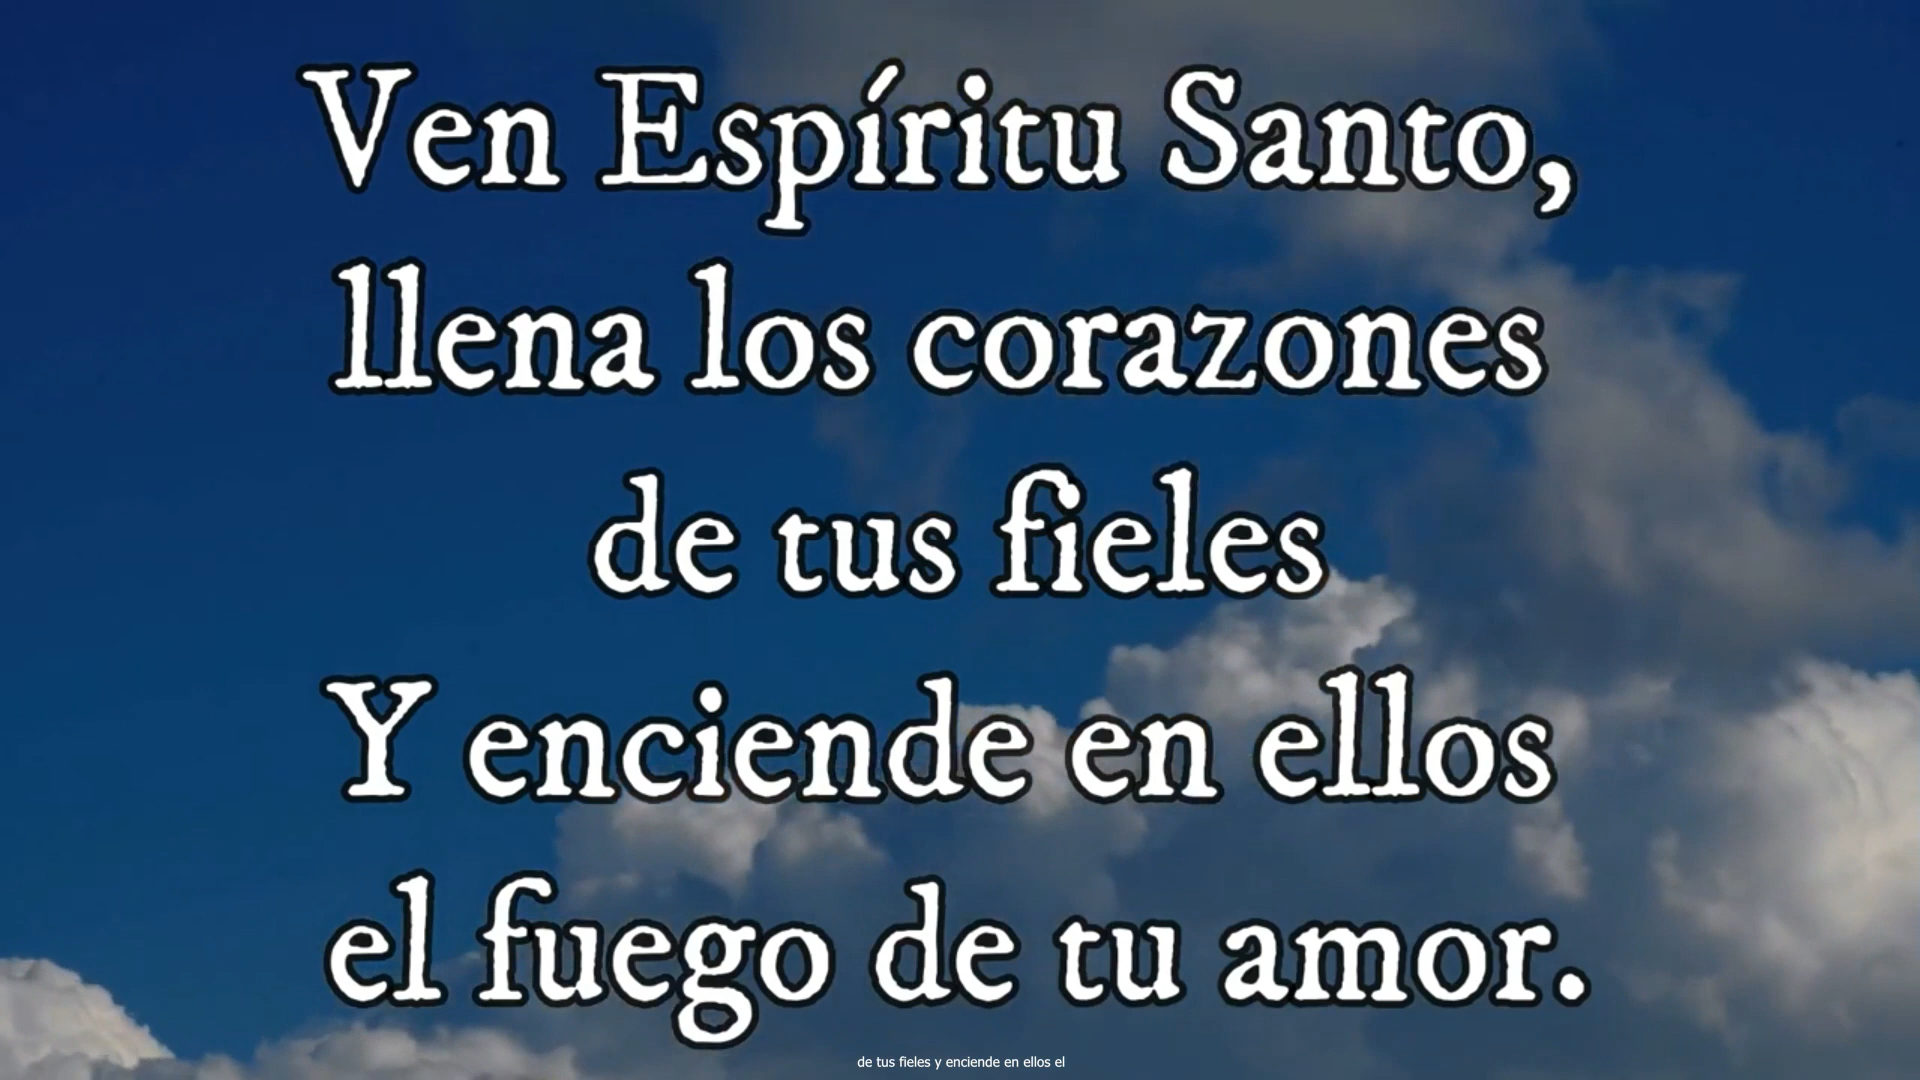 Ven Espíritu Santo,
llena los corazones
de tus fieles
Y enciende en ellos
el fuego de tu amor.
de tus fieles y enciende en ellos el